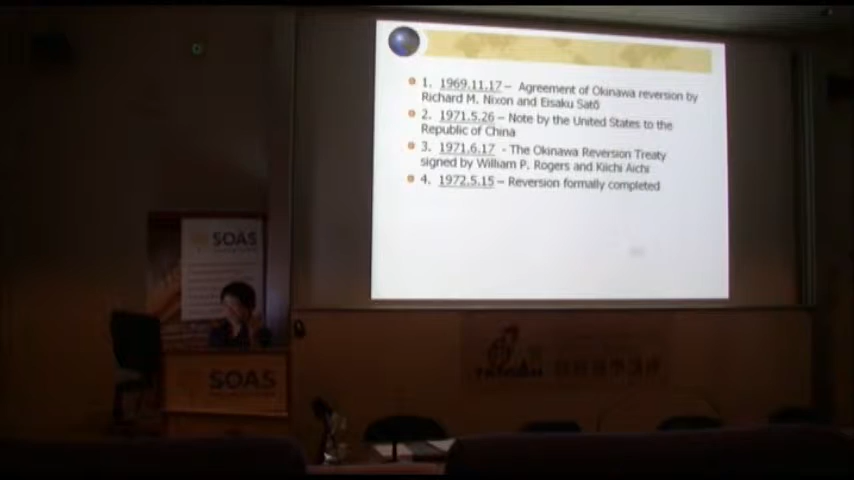 1. 1969.11.17 – Agreement of Okinawa reversion by
Richard M. Nixon and Eisaku Satō
2. 1971.5.26 – Note by the United States to the
Republic of China
3. 1971.6.17 - The Okinawa Reversion Treaty
signed by William P. Rogers and Kiichi Aichi
4. 1972.5.15 – Reversion formally completed
SOAS
SOAS